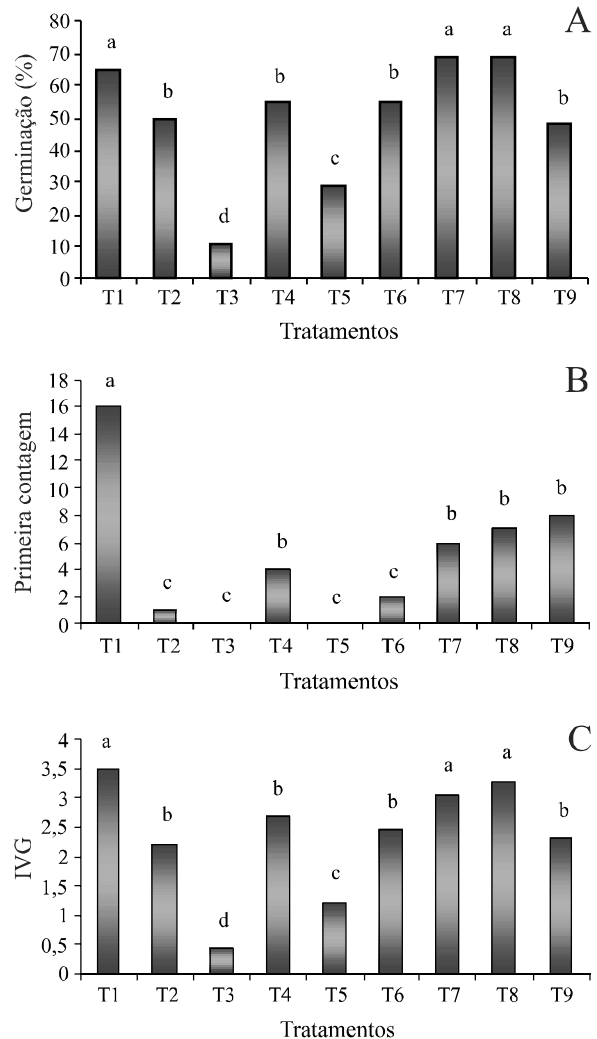 A
Germinação (%)
80
70
60
50
40
30
20
10
0
a
b
d
b
c
b
a
a
b
T1 T2 T3 T4 T5 T6 T7 T8 T9
Tratamentos
B
Primeira contagem
18
16
14
12
10
8
6
4
2
0
a
c
c
b
c
c
b
b
b
T1 T2 T3 T4 T5 T6 T7 T8 T9
Tratamentos
C
IVG
4
3,5
3
2,5
2
1,5
1
0,5
0
a
b
d
b
c
b
a
a
b
T1 T2 T3 T4 T5 T6 T7 T8 T9
Tratamentos